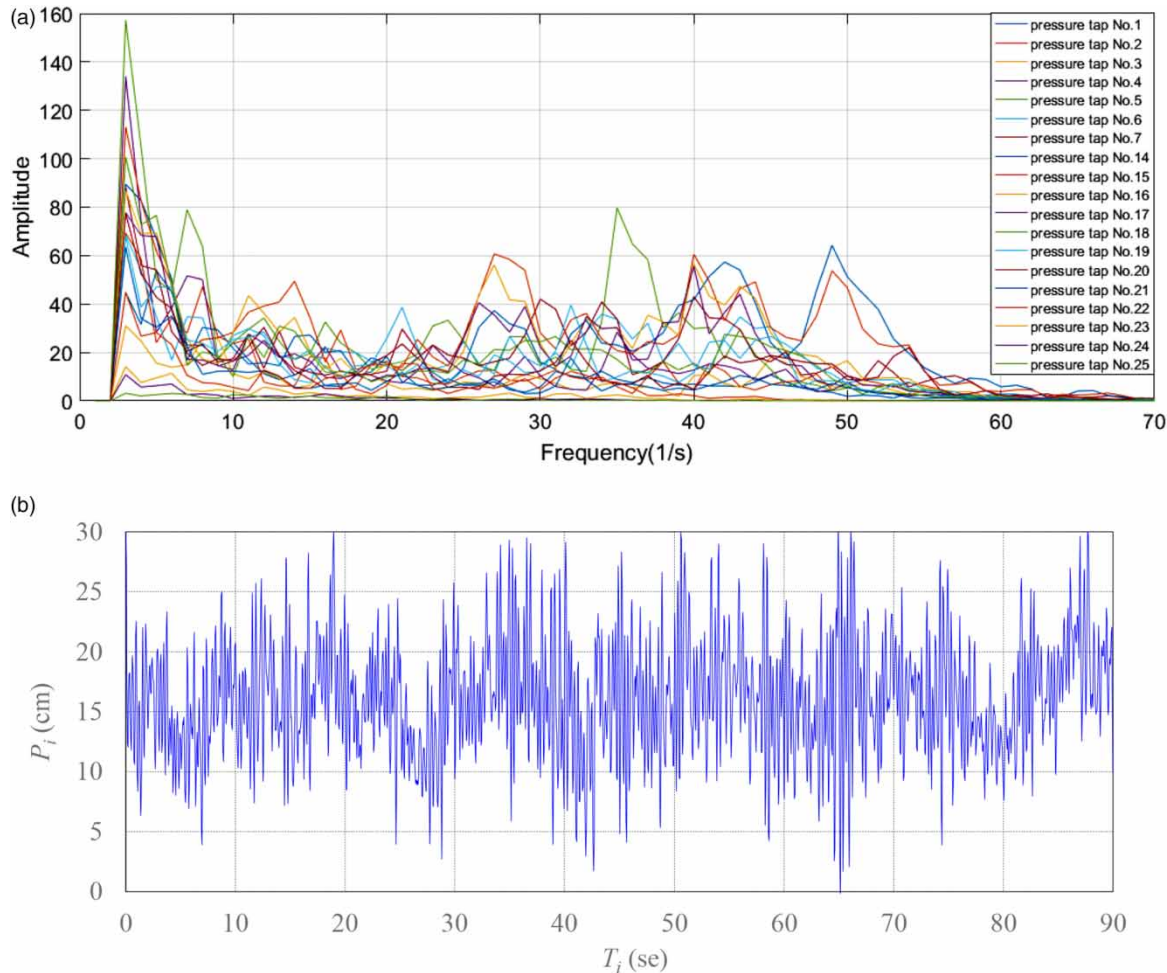 (a)
160
140
120
100
80
60
40
20
0
Amplitude
0 10 20 30 40 50 60 70
Frequency(1/s)
pressure tap No.1
pressure tap No.2
pressure tap No.3
pressure tap No.4
pressure tap No.5
pressure tap No.6
pressure tap No.7
pressure tap No.14
pressure tap No.15
pressure tap No.16
pressure tap No.17
pressure tap No.18
pressure tap No.19
pressure tap No.20
pressure tap No.21
pressure tap No.22
pressure tap No.23
pressure tap No.24
pressure tap No.25
(b)
30
25
20
15
10
5
0
P_i (cm)
0 10 20 30 40 50 60 70 80 90
T_i (se)